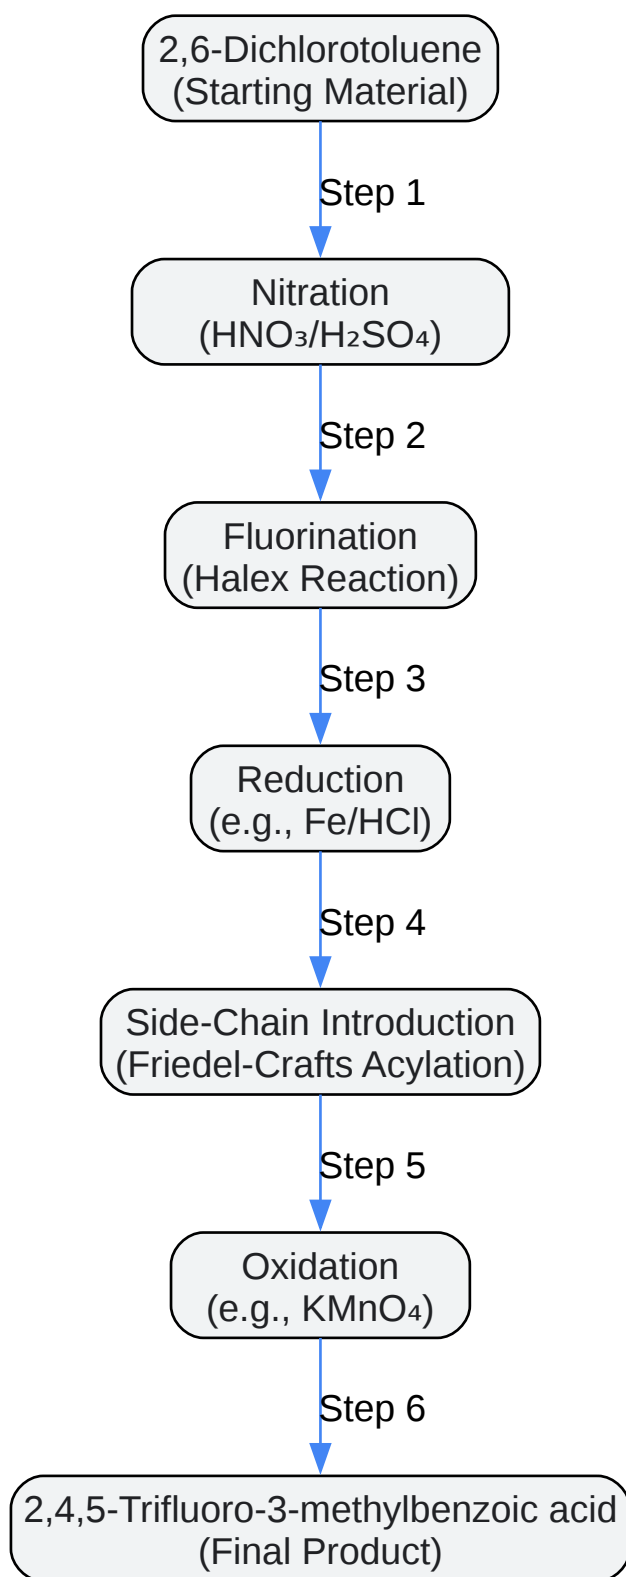 2,6-Dichlorotoluene
(Starting Material)
Step 1
Nitration
(HNO₃/H₂SO₄)
Step 2
Fluorination
(Halex Reaction)
Step 3
Reduction
(e.g., Fe/HCl)
Step 4
Side-Chain Introduction
(Friedel-Crafts Acylation)
Step 5
Oxidation
(e.g., KMnO₄)
Step 6
2,4,5-Trifluoro-3-methylbenzoic acid
(Final Product)